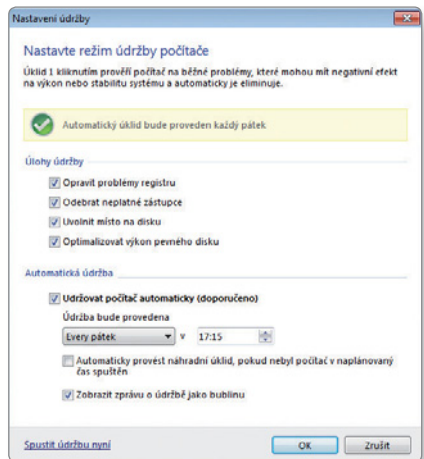 Nastavení údržby
Nastavte režim údržby počítače
Úklid 1 kliknutím prověří počítač na běžné problémy, které mohou mít negativní efekt
na výkon nebo stabilitu systému a automaticky je eliminuje.
Automatický úklid bude proveden každý pátek
Úlohy údržby
Opravit problémy registru
Odebrat neplatné zástupce
Uvolnit místo na disku
Optimalizovat výkon pevného disku
Automatická údržba
Udržovat počítač automaticky (doporučeno)
Údržba bude provedena
Every pátek v 17:15
Automaticky provést náhradní úklid, pokud nebyl počítač v naplánovaný
čas spuštěn
Zobrazit zprávu o údržbě jako bublinu
Spustit údržbu nyní OK Zrušit